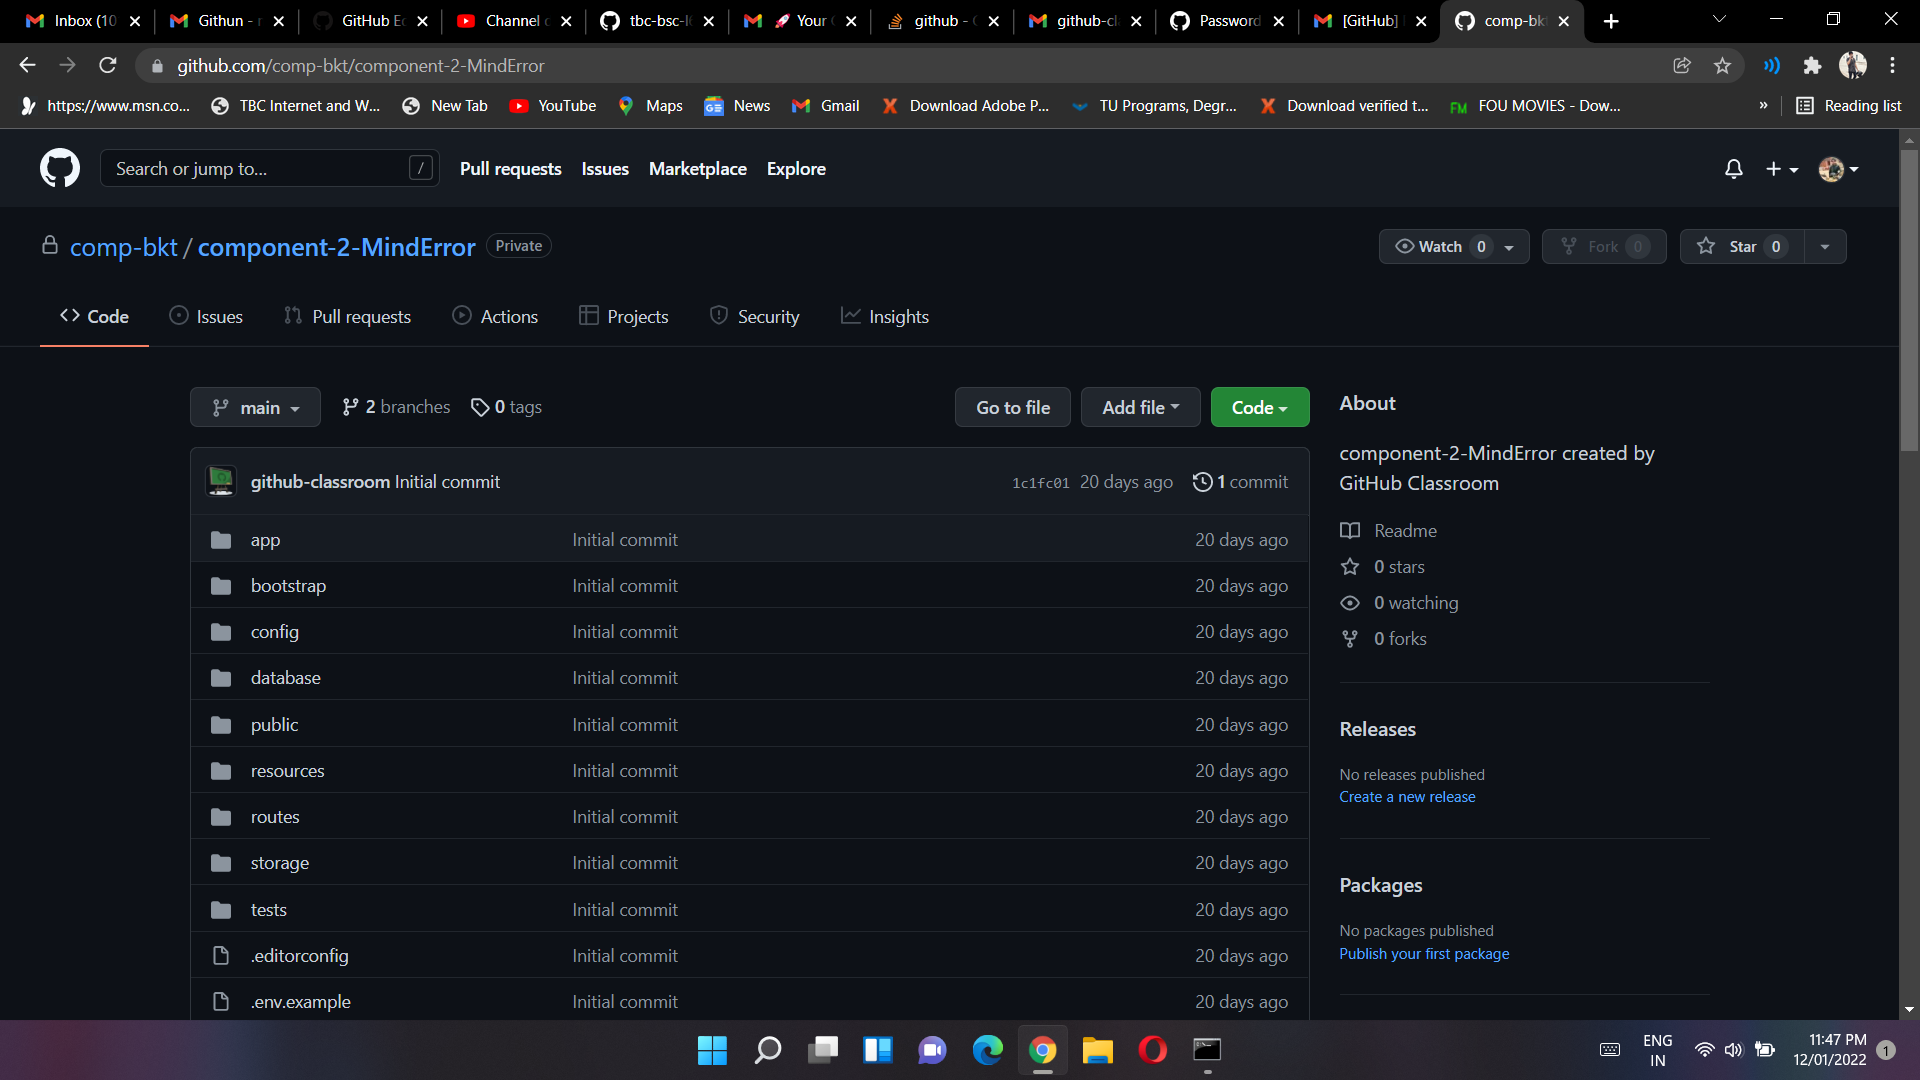 Inbox (10
Githun - r
GitHub Ec
Channel c
tbc-bsc-l6
🚀 Your
github -
github-cl
Password
[GitHub]
comp-bkt
github.com/comp-bkt/component-2-MindError
https://www.msn.co...
TBC Internet and W...
New Tab
YouTube
Maps
News
Gmail
Download Adobe P...
TU Programs, Degr...
Download verified t...
FM
FOU MOVIES - Dow...
»
Reading list
Search or jump to...
/
Pull requests
Issues
Marketplace
Explore
comp-bkt / component-2-MindError
Private
Watch 0
Fork 0
Star 0
Code
Issues
Pull requests
Actions
Projects
Security
Insights
main
2 branches
0 tags
Go to file
Add file
Code
About
component-2-MindError created by
GitHub Classroom
github-classroom Initial commit
1c1fc01 20 days ago
1 commit
app Initial commit 20 days ago
bootstrap Initial commit 20 days ago
config Initial commit 20 days ago
database Initial commit 20 days ago
public Initial commit 20 days ago
resources Initial commit 20 days ago
routes Initial commit 20 days ago
storage Initial commit 20 days ago
tests Initial commit 20 days ago
.editorconfig Initial commit 20 days ago
.env.example Initial commit 20 days ago
Readme
0 stars
0 watching
0 forks
Releases
No releases published
Create a new release
Packages
No packages published
Publish your first package
ENG
IN
11:47 PM
12/01/2022
1